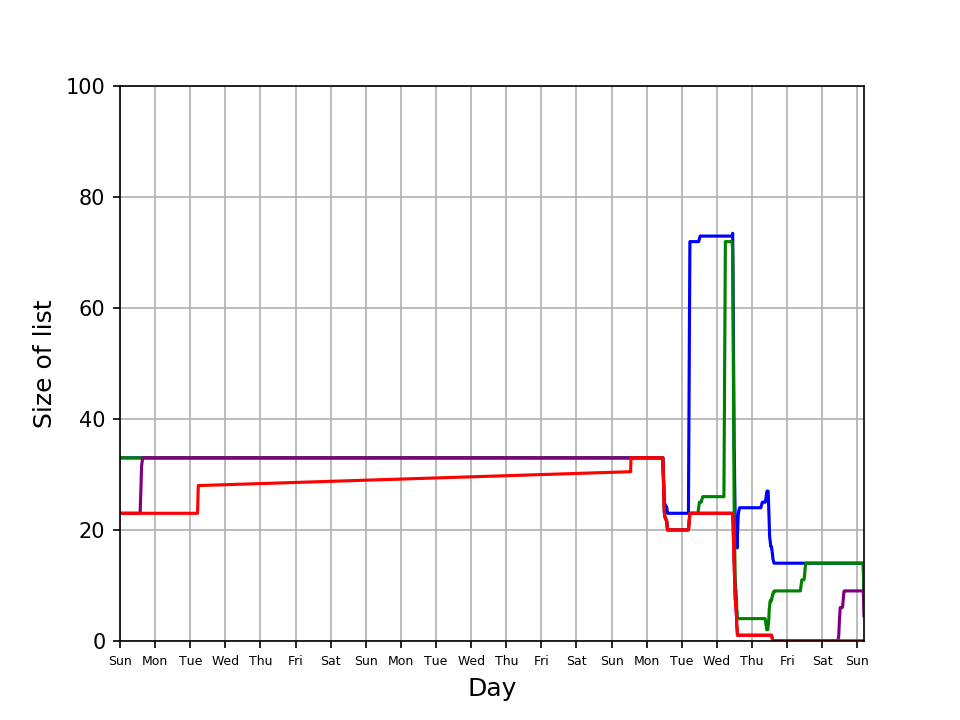 100
80
60
40
20
0
Size of list
Sun Mon Tue Wed Thu Fri Sat Sun Mon Tue Wed Thu Fri Sat Sun Mon Tue Wed Thu Fri Sat Sun
Day